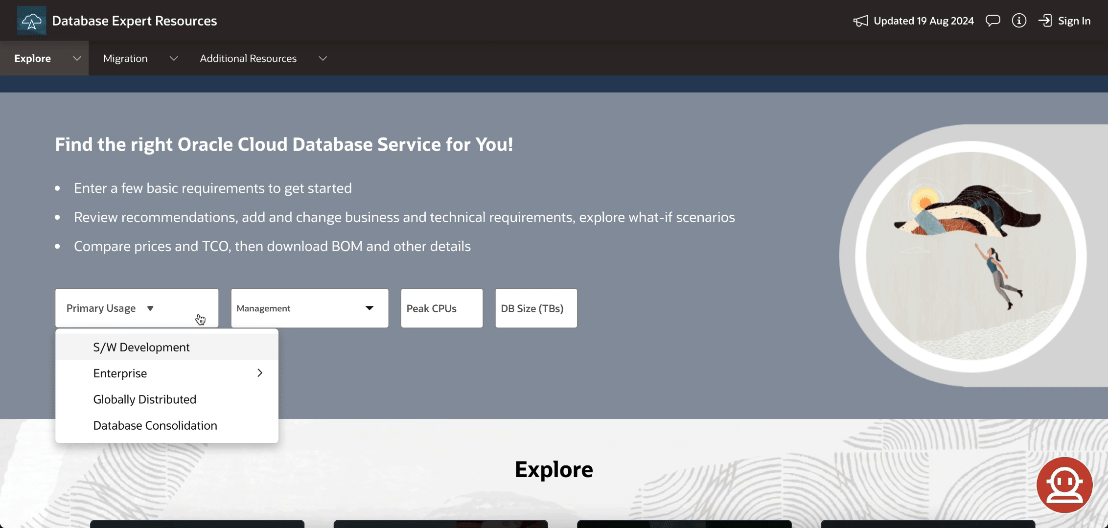 Database Expert Resources
Updated 19 Aug 2024
Sign In
Explore
Migration
Additional Resources
Find the right Oracle Cloud Database Service for You!
• Enter a few basic requirements to get started
• Review recommendations, add and change business and technical requirements, explore what-if scenarios
• Compare prices and TCO, then download BOM and other details
Primary Usage
Management
Peak CPUs
DB Size (TBs)
S/W Development
Enterprise
Globally Distributed
Database Consolidation
Explore